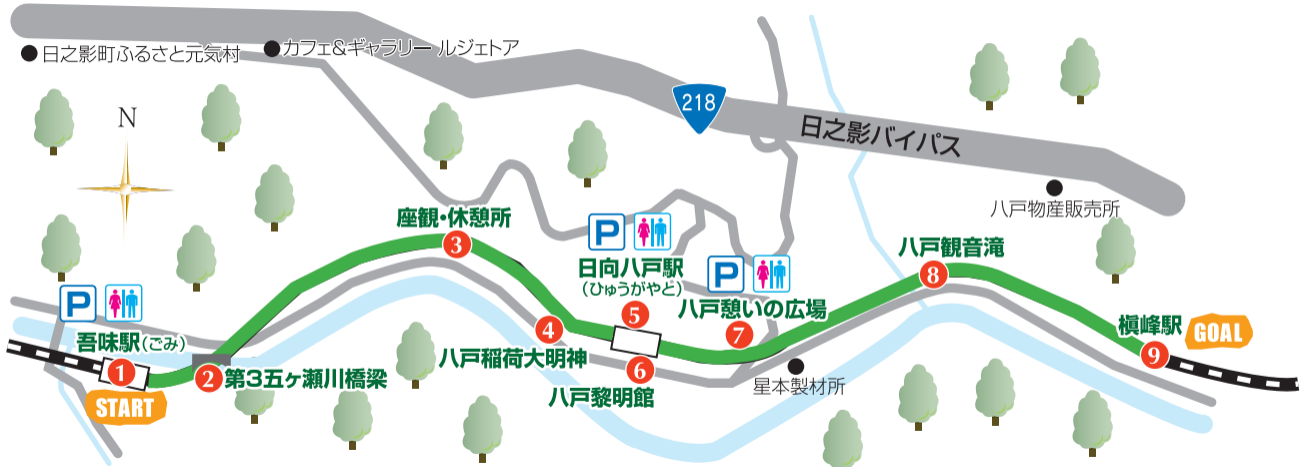 日之影町ふるさと元気村
カフェ&ギャラリー ルジェトア
218
日之影バイパス
N
八戸物産販売所
座観・休憩所
3
P
日向八戸駅
(ひゅうがやど)
5
P
八戸憩いの広場
7
八戸観音滝
8
P
吾味駅(ごみ)
1
START
2
第3五ヶ瀬川橋梁
4
八戸稲荷大明神
6
八戸黎明館
星本製材所
槇峰駅
9
GOAL